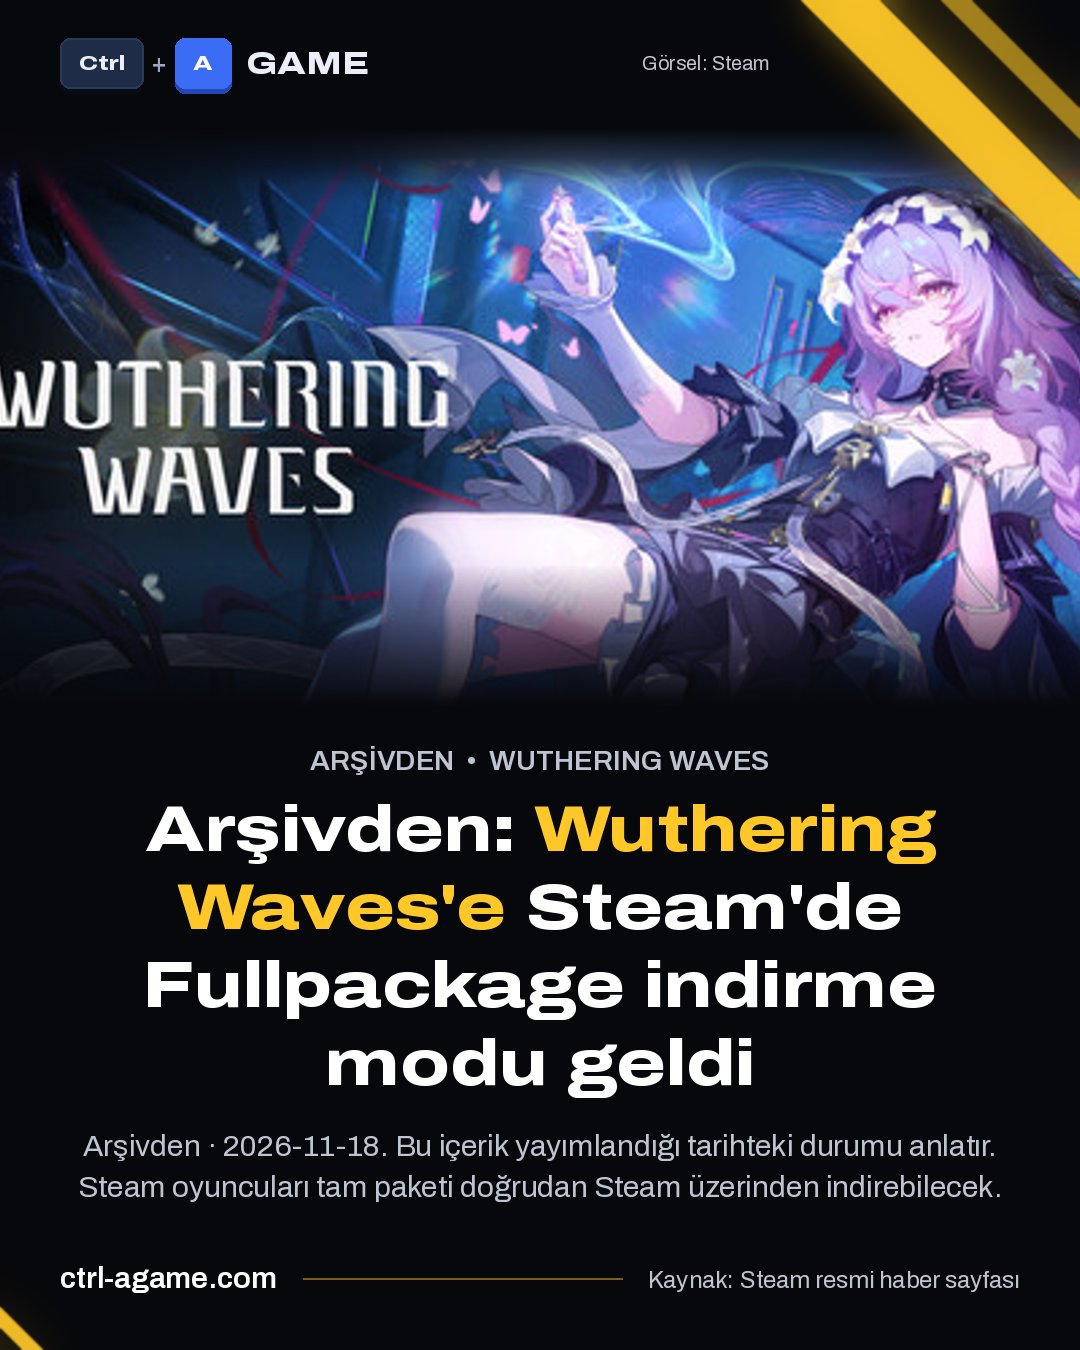 Ctrl + A GAME
Görsel: Steam
WUTHERING
WAVES
ARŞİVDEN • WUTHERING WAVES
Arşivden: Wuthering
Waves'e Steam'de
Fullpackage indirme
modu geldi
Arşivden · 2026-11-18. Bu içerik yayımlandığı tarihteki durumu anlatır.
Steam oyuncuları tam paketi doğrudan Steam üzerinden indirebilecek.
ctrl-agame.com
Kaynak: Steam resmi haber sayfası